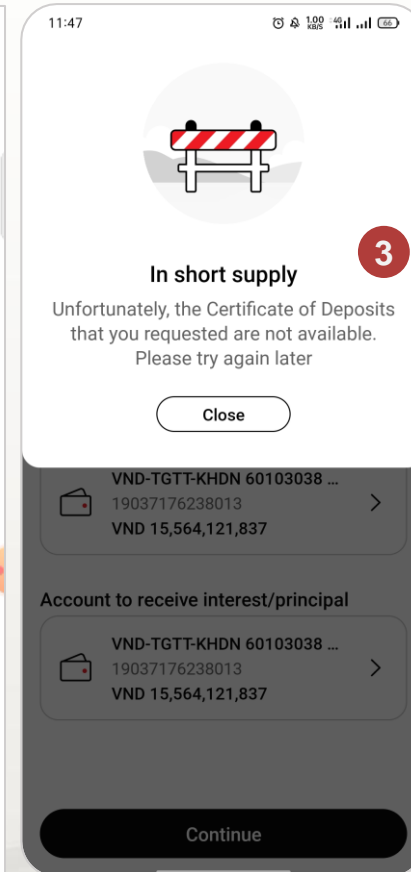 11:47
1.00 KB/S 4G 66
3
In short supply
Unfortunately, the Certificate of Deposits
that you requested are not available.
Please try again later
Close
VND-TGTT-KHDN 60103038 ...
19037176238013
VND 15,564,121,837
Account to receive interest/principal
VND-TGTT-KHDN 60103038 ...
19037176238013
VND 15,564,121,837
Continue